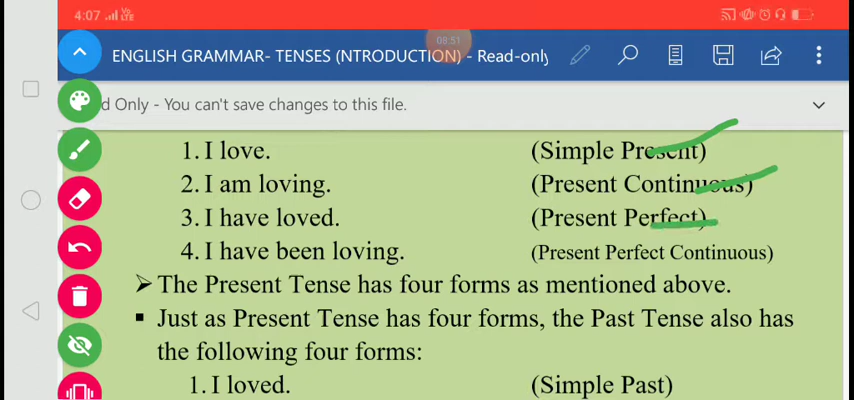 4:07
08:51
ENGLISH GRAMMAR- TENSES (NTRODUCTION) - Read-only
d Only - You can't save changes to this file.
1. I love. (Simple Present)
2. I am loving. (Present Continuous)
3. I have loved. (Present Perfect)
4. I have been loving. (Present Perfect Continuous)
➢ The Present Tense has four forms as mentioned above.
▪ Just as Present Tense has four forms, the Past Tense also has
the following four forms:
1. I loved. (Simple Past)